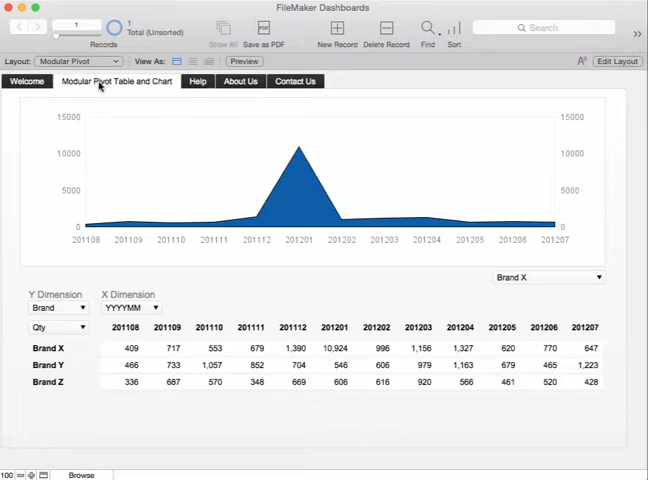 FileMaker Dashboards
1
1
Total (Unsorted)
Search
Records
Show All
Save as PDF
New Record
Delete Record
Find
Sort
Layout:
Modular Pivot
View As:
Preview
Edit Layout
Welcome
Modular Pivot Table and Chart
Help
About Us
Contact Us
15000 15000
10000 10000
5000 5000
0 0
201108 201109 201110 201111 201112 201201 201202 201203 201204 201205 201206 201207
Brand X
Y Dimension X Dimension
Brand YYYYMM
Qty 201108 201109 201110 201111 201112 201201 201202 201203 201204 201205 201206 201207
Brand X 409 717 553 679 1,390 10,924 996 1,156 1,327 620 770 647
Brand Y 466 733 1,057 852 704 546 606 979 1,163 679 465 1,223
Brand Z 336 687 570 348 669 606 616 920 566 461 520 428
100 Browse